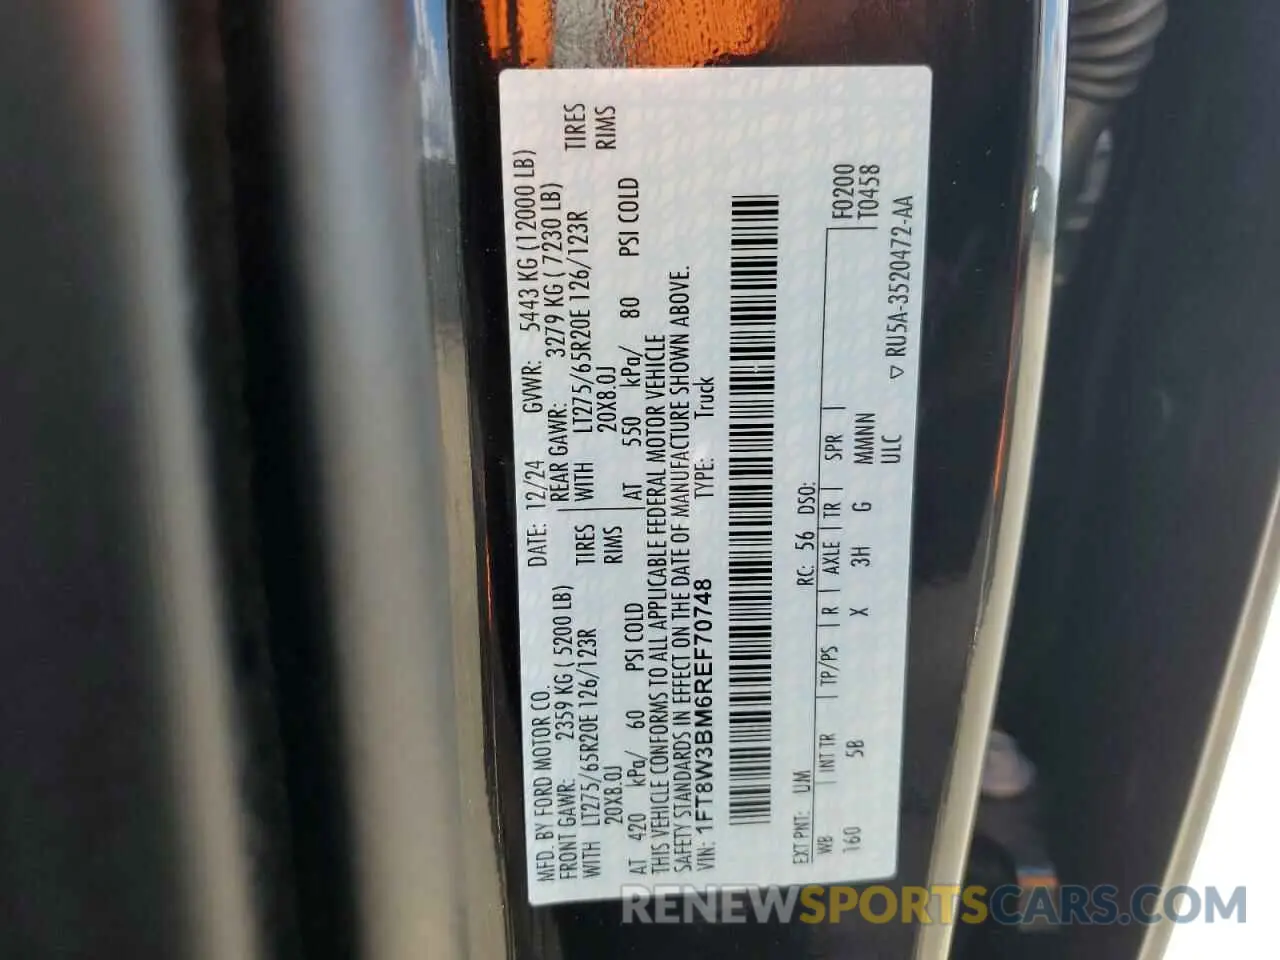 MFD. BY FORD MOTOR CO.
DATE: 12/24 GVWR: 5443 KG (12000 LB)
FRONT GAWR: 2359 KG ( 5200 LB) REAR GAWR: 3279 KG ( 7230 LB)
WITH LT275/65R20E 126/123R TIRES WITH LT275/65R20E 126/123R TIRES
20X8.0J RIMS 20X8.0J RIMS
AT 420 kPa/ 60 PSI COLD AT 550 kPa/ 80 PSI COLD
THIS VEHICLE CONFORMS TO ALL APPLICABLE FEDERAL MOTOR VEHICLE
SAFETY STANDARDS IN EFFECT ON THE DATE OF MANUFACTURE SHOWN ABOVE.
VIN: 1FT8W3BM6REF70748 TYPE: Truck
EXT PNT: UM RC: 56 DSO:
WB INT TR TP/PS R AXLE TR SPR F0200
160 5B X 3H G MMNN T0458
ULC
▽ RU5A-3520472-AA
RENEWSPORTSCARS.COM